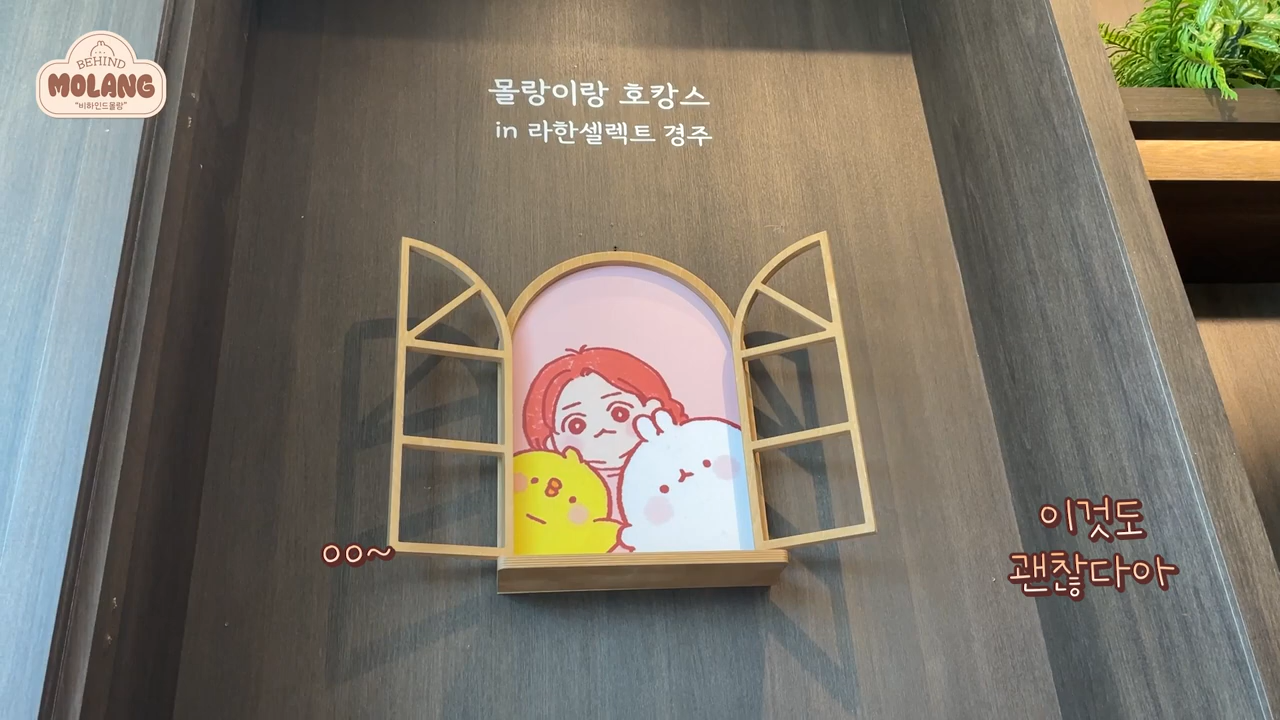 BEHIND
MOLANG
"비하인드몰랑"
몰랑이랑 호캉스
in 라한셀렉트 경주
ㅇㅇ~
이것도
괜찮다아